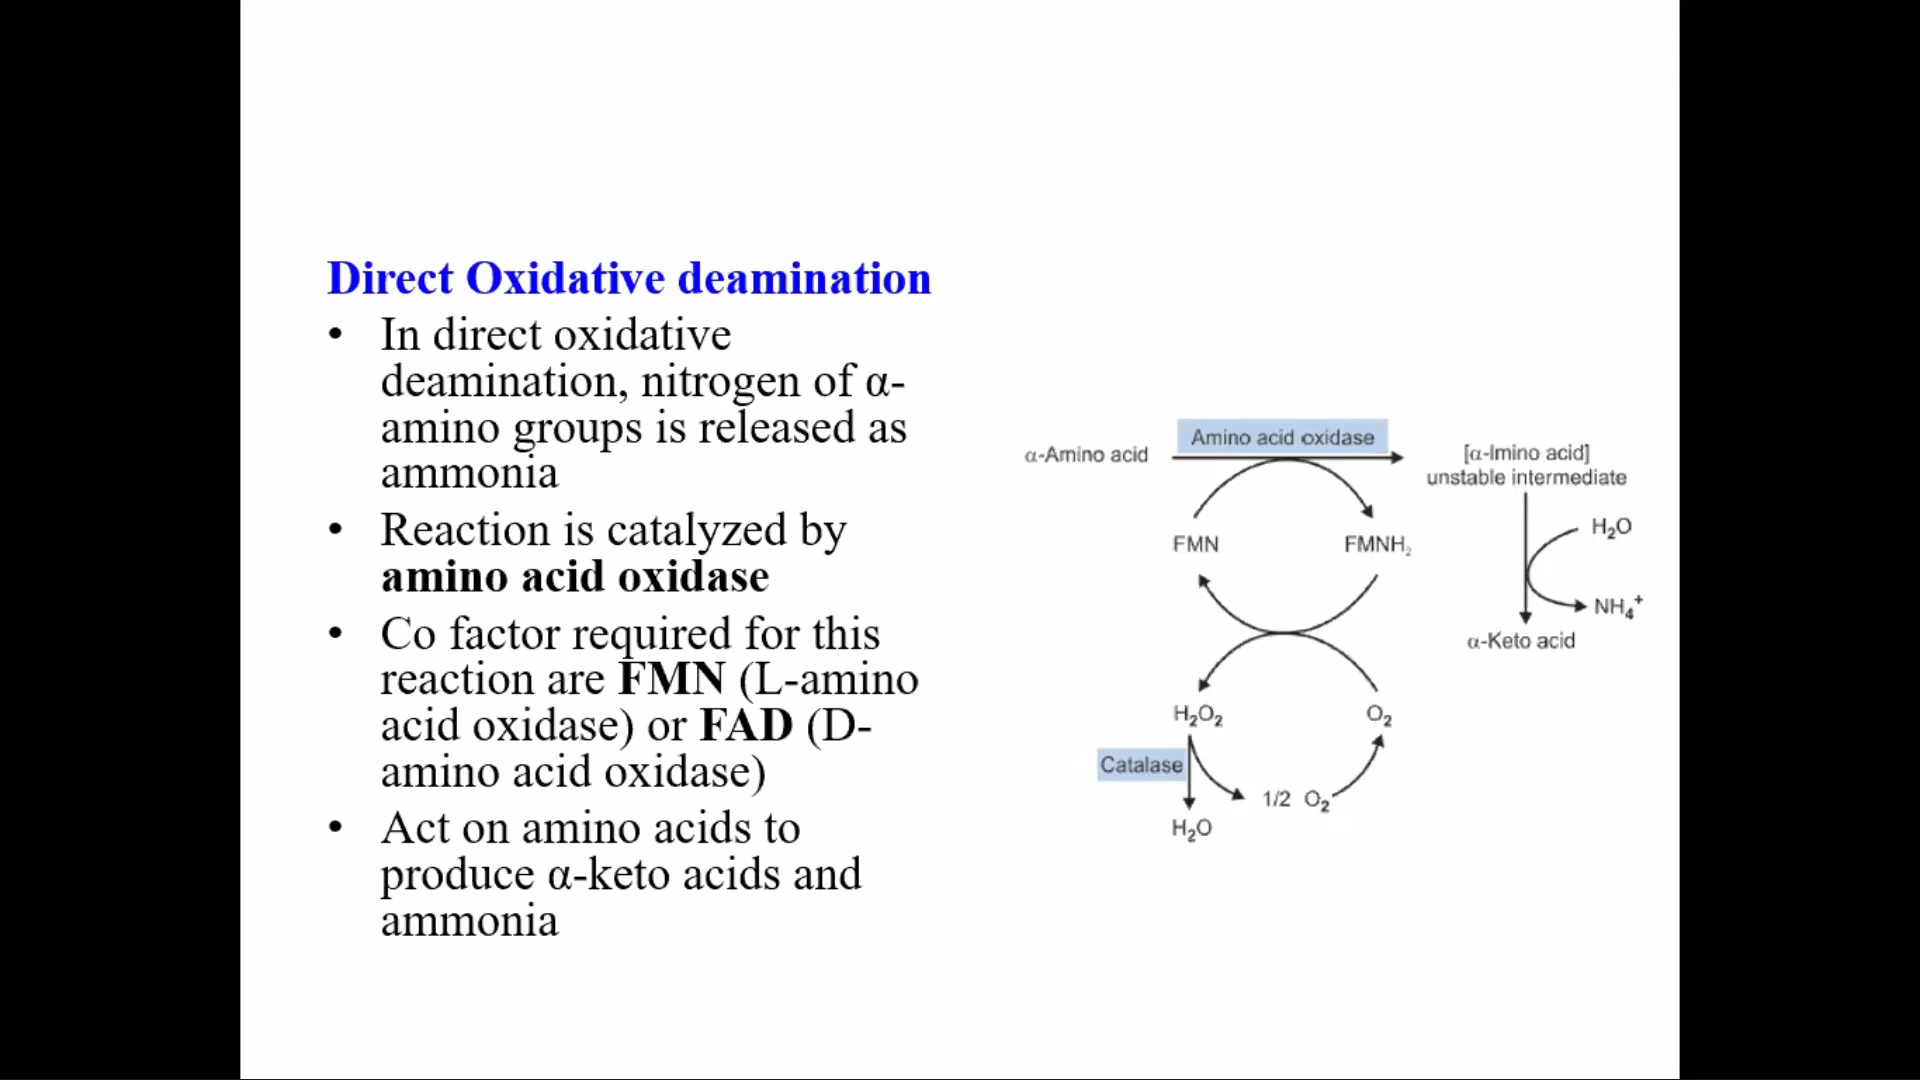 Direct Oxidative deamination
• In direct oxidative
deamination, nitrogen of α-
amino groups is released as
ammonia
• Reaction is catalyzed by
amino acid oxidase
• Co factor required for this
reaction are FMN (L-amino
acid oxidase) or FAD (D-
amino acid oxidase)
• Act on amino acids to
produce α-keto acids and
ammonia
Amino acid oxidase
α-Amino acid
[α-Imino acid]
unstable intermediate
H₂O
FMN
FMNH₂
NH₄⁺
α-Keto acid
H₂O₂
O₂
Catalase
1/2 O₂
H₂O